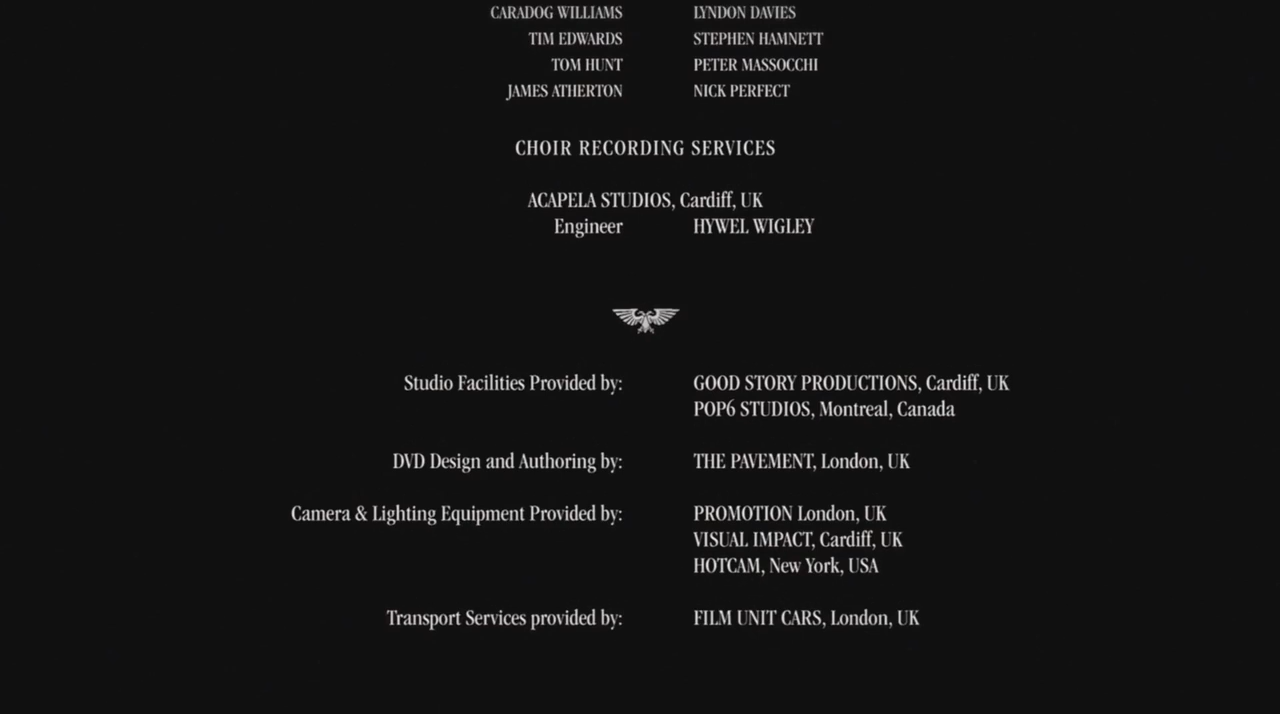 CARADOG WILLIAMS LYNDON DAVIES
TIM EDWARDS STEPHEN HAMNETT
TOM HUNT PETER MASSOCCHI
JAMES ATHERTON NICK PERFECT
CHOIR RECORDING SERVICES
ACAPELA STUDIOS, Cardiff, UK
Engineer HYWEL WIGLEY
Studio Facilities Provided by: GOOD STORY PRODUCTIONS, Cardiff, UK
POP6 STUDIOS, Montreal, Canada
DVD Design and Authoring by: THE PAVEMENT, London, UK
Camera & Lighting Equipment Provided by: PROMOTION London, UK
VISUAL IMPACT, Cardiff, UK
HOTCAM, New York, USA
Transport Services provided by: FILM UNIT CARS, London, UK